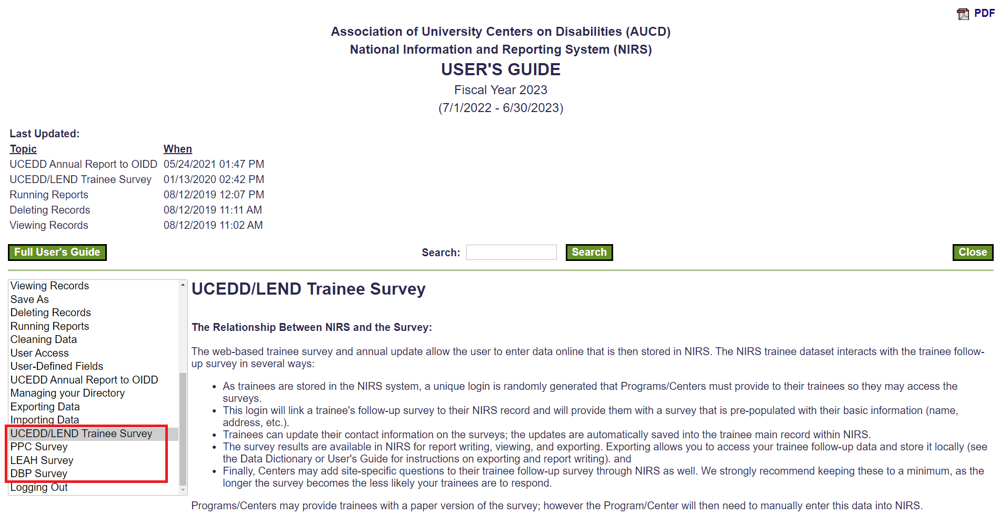 PDF
Association of University Centers on Disabilities (AUCD)
National Information and Reporting System (NIRS)
USER'S GUIDE
Fiscal Year 2023
(7/1/2022 - 6/30/2023)
Last Updated:
Topic When
UCEDD Annual Report to OIDD 05/24/2021 01:47 PM
UCEDD/LEND Trainee Survey 01/13/2020 02:42 PM
Running Reports 08/12/2019 12:07 PM
Deleting Records 08/12/2019 11:11 AM
Viewing Records 08/12/2019 11:02 AM
Full User's Guide Search: Search Close
Viewing Records
Save As
Deleting Records
Running Reports
Cleaning Data
User Access
User-Defined Fields
UCEDD Annual Report to OIDD
Managing your Directory
Exporting Data
Importing Data
UCEDD/LEND Trainee Survey
PPC Survey
LEAH Survey
DBP Survey
Logging Out
UCEDD/LEND Trainee Survey
The Relationship Between NIRS and the Survey:
The web-based trainee survey and annual update allow the user to enter data online that is then stored in NIRS. The NIRS trainee dataset interacts with the trainee follow-
up survey in several ways:
• As trainees are stored in the NIRS system, a unique login is randomly generated that Programs/Centers must provide to their trainees so they may access the
surveys.
• This login will link a trainee's follow-up survey to their NIRS record and will provide them with a survey that is pre-populated with their basic information (name,
address, etc.).
• Trainees can update their contact information on the surveys; the updates are automatically saved into the trainee main record within NIRS.
• The survey results are available in NIRS for report writing, viewing, and exporting. Exporting allows you to access your trainee follow-up data and store it locally (see
the Data Dictionary or User's Guide for instructions on exporting and report writing). and
• Finally, Centers may add site-specific questions to their trainee follow-up survey through NIRS as well. We strongly recommend keeping these to a minimum, as the
longer the survey becomes the less likely your trainees are to respond.
Programs/Centers may provide trainees with a paper version of the survey; however the Program/Center will then need to manually enter this data into NIRS.